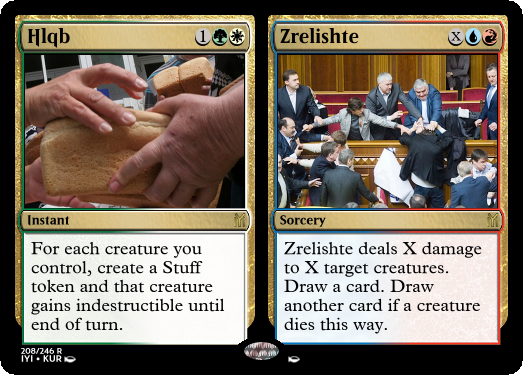 Hlqb
1
Instant
For each creature you
control, create a Stuff
token and that creature
gains indestructible until
end of turn.
208/246 R
IYI • KUR
Zrelishte
X
Sorcery
Zrelishte deals X damage
to X target creatures.
Draw a card. Draw
another card if a creature
dies this way.